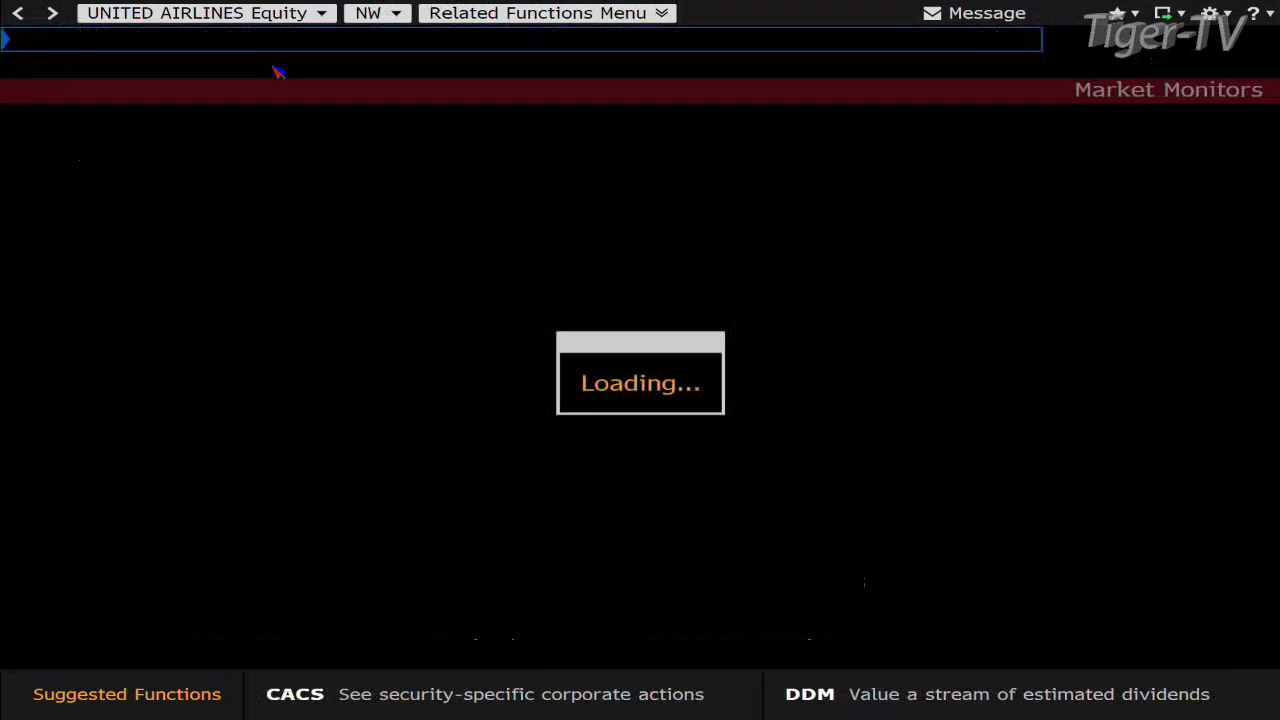 UNITED AIRLINES Equity
NW
Related Functions Menu
Message
?
Tiger-TV
Market Monitors
Loading...
Suggested Functions
CACS See security-specific corporate actions
DDM Value a stream of estimated dividends